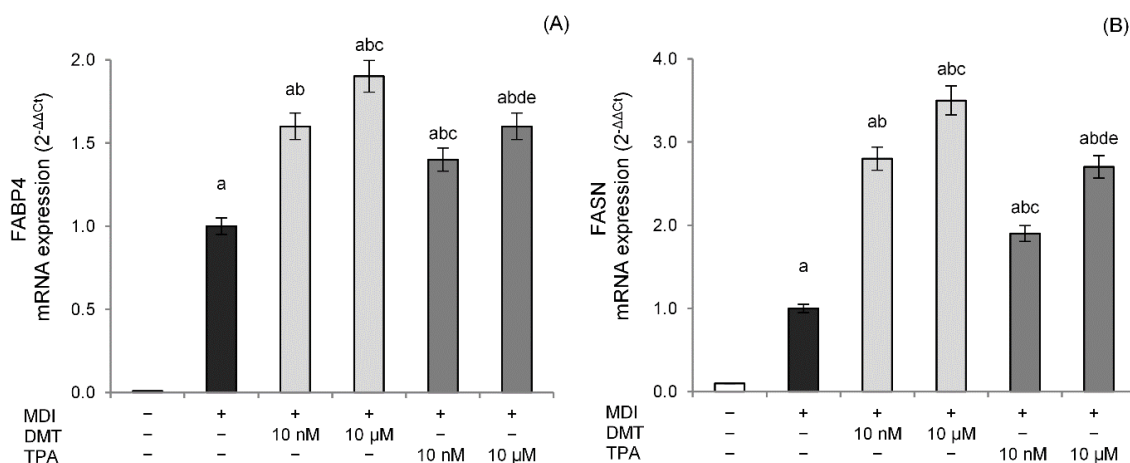 (A)
FABP4
mRNA expression (2-ΔΔCt)
2.0
1.5
1.0
0.5
0.0
a
ab
abc
abc
abde
MDI – + + + + +
DMT – – 10 nM 10 µM – –
TPA – – – – 10 nM 10 µM
(B)
FASN
mRNA expression (2-ΔΔCt)
4.0
3.0
2.0
1.0
0.0
a
ab
abc
abc
abde
MDI – + + + + +
DMT – – 10 nM 10 µM – –
TPA – – – – 10 nM 10 µM